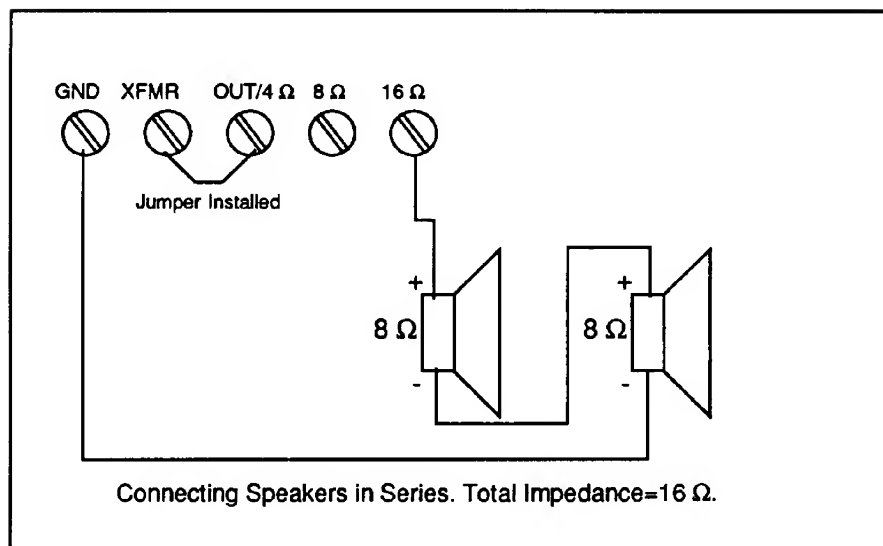 GND XFMR OUT/4 Ω 8 Ω 16 Ω
Jumper Installed
+ +
8 Ω 8 Ω
- -
Connecting Speakers in Series. Total Impedance=16 Ω.